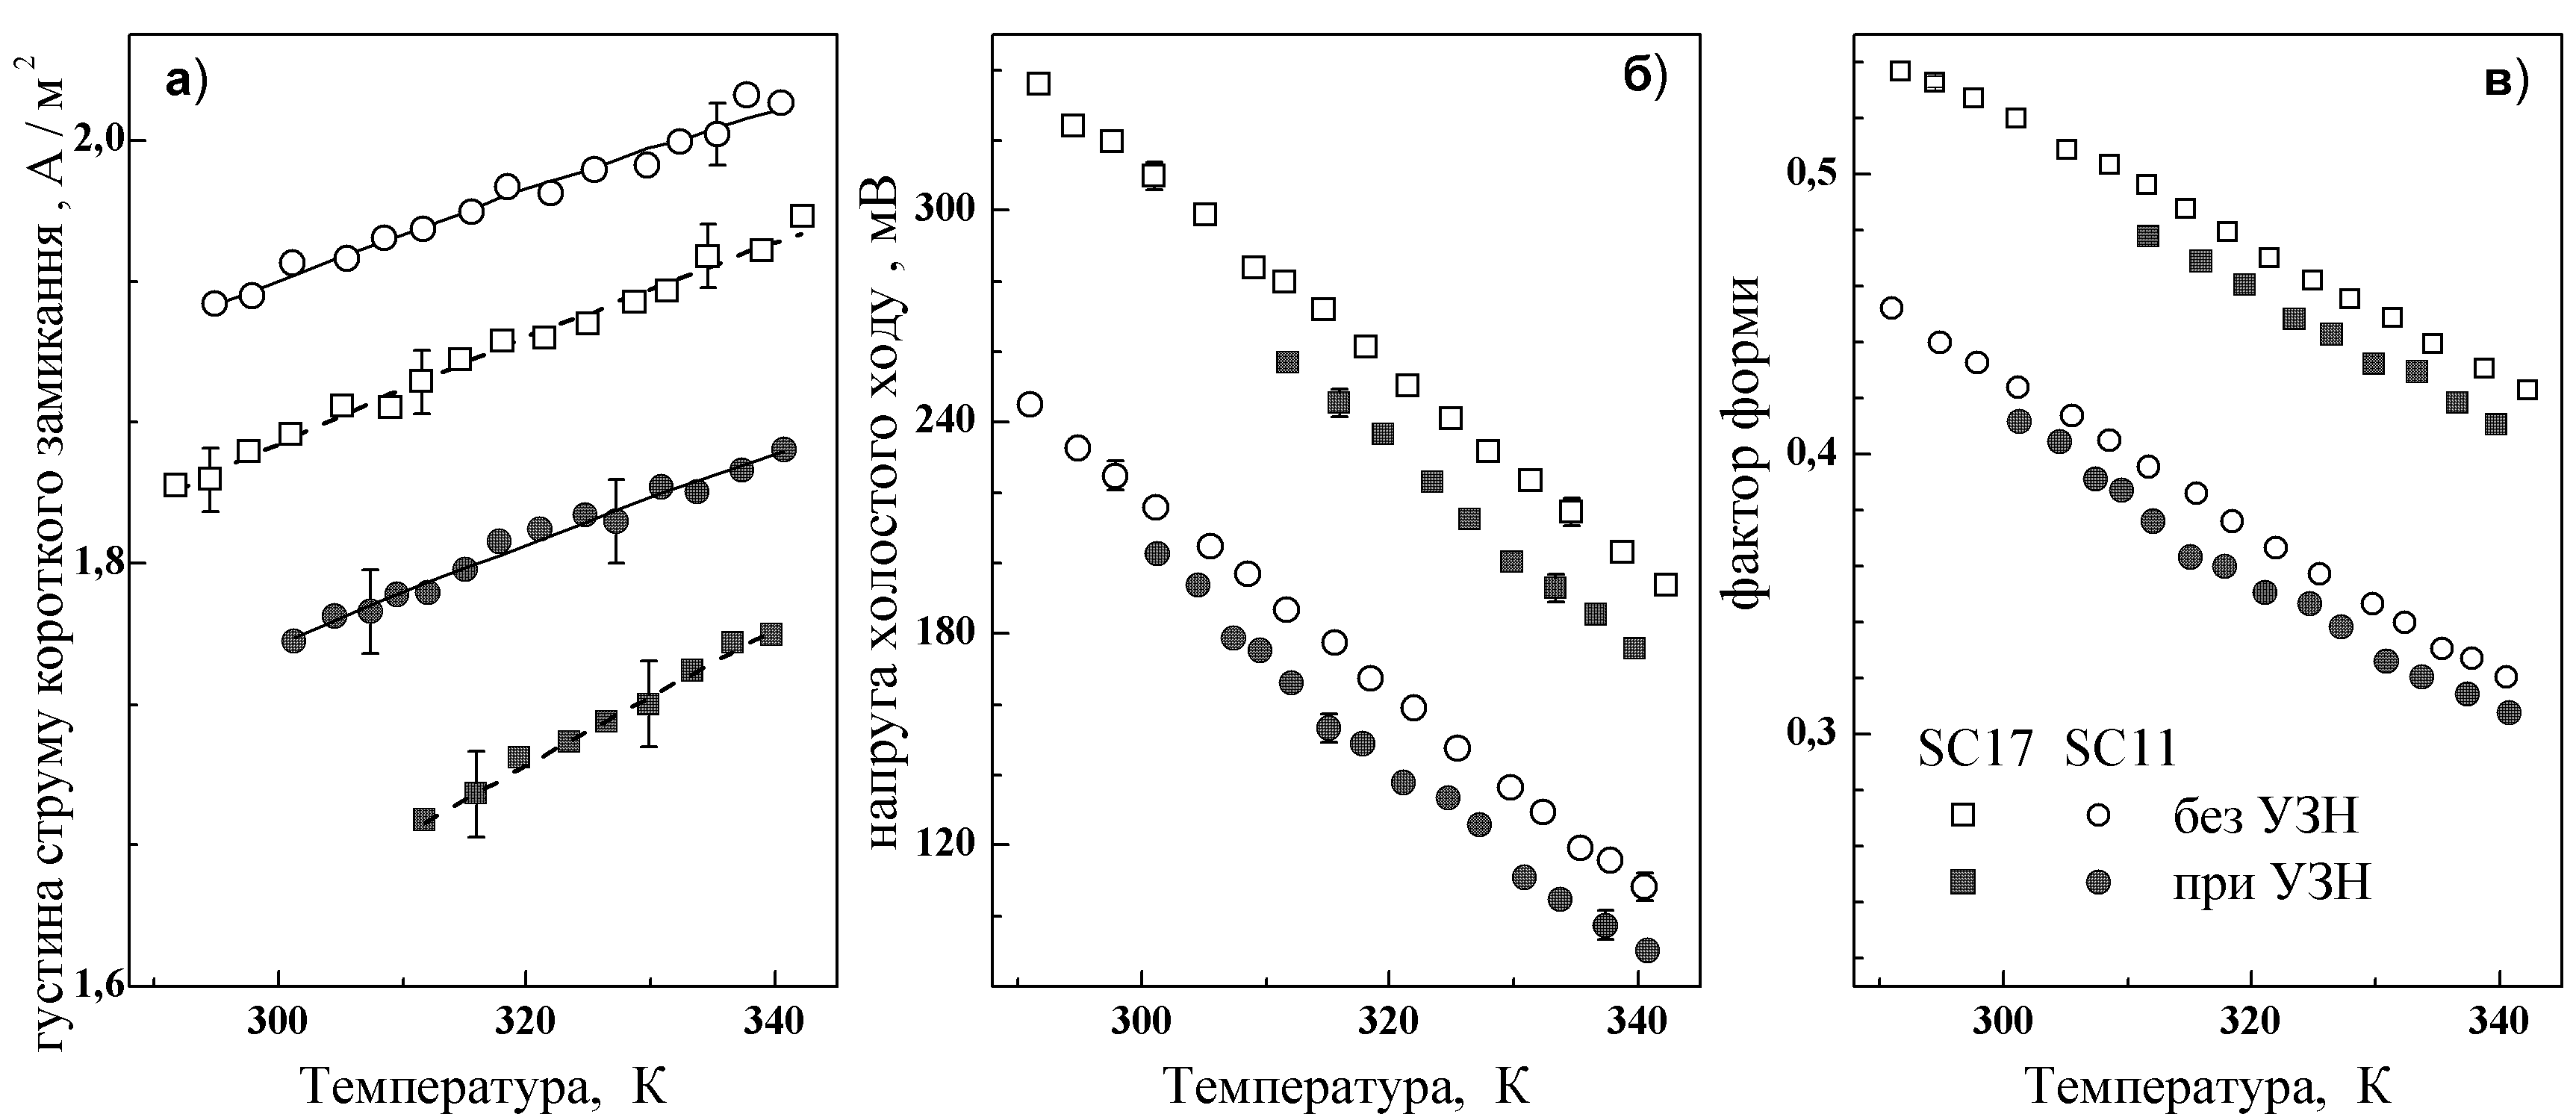 густина струму короткого замикання , А / м²
а)
2,0
1,8
1,6
300 320 340
Температура, К
напруга холостого ходу , мВ
б)
300
240
180
120
300 320 340
Температура, К
фактор форми
в)
0,5
0,4
0,3
SC17 SC11
без УЗН
при УЗН
300 320 340
Температура, К